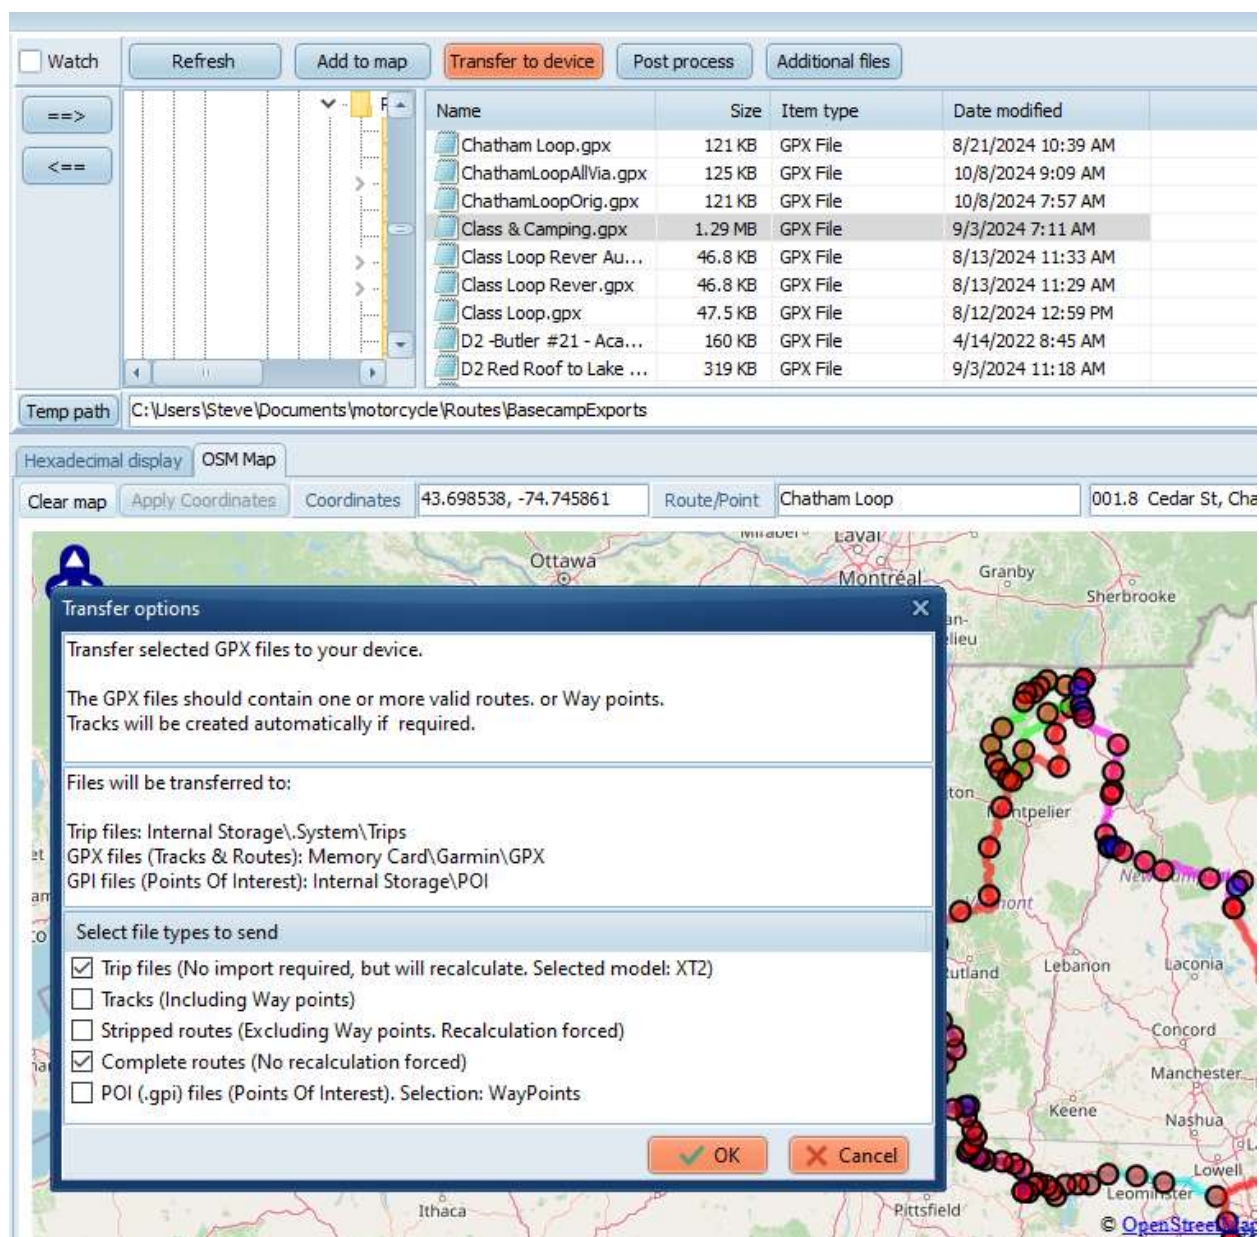 Watch Refresh Add to map Transfer to device Post process Additional files
==>
<==
Name Size Item type Date modified
Chatham Loop.gpx 121 KB GPX File 8/21/2024 10:39 AM
ChathamLoopAllVia.gpx 125 KB GPX File 10/8/2024 9:09 AM
ChathamLoopOrig.gpx 121 KB GPX File 10/8/2024 7:57 AM
Class & Camping.gpx 1.29 MB GPX File 9/3/2024 7:11 AM
Class Loop Rever Au... 46.8 KB GPX File 8/13/2024 11:33 AM
Class Loop Rever.gpx 46.8 KB GPX File 8/13/2024 11:29 AM
Class Loop.gpx 47.5 KB GPX File 8/12/2024 12:59 PM
D2 -Butler #21 - Aca... 160 KB GPX File 4/14/2022 8:45 AM
D2 Red Roof to Lake ... 319 KB GPX File 9/3/2024 11:18 AM
Temp path C:\Users\Steve\Documents\motorcycle\Routes\BasecampExports
Hexadecimal display OSM Map
Clear map Apply Coordinates Coordinates 43.698538, -74.745861 Route/Point Chatham Loop 001.8 Cedar St, Cha
Laval
Ottawa
Montréal
Granby
Sherbrooke
Transfer options
Transfer selected GPX files to your device.
The GPX files should contain one or more valid routes. or Way points.
Tracks will be created automatically if required.
Files will be transferred to:
Trip files: Internal Storage\.System\Trips
GPX files (Tracks & Routes): Memory Card\Garmin\GPX
GPI files (Points Of Interest): Internal Storage\POI
Select file types to send
Trip files (No import required, but will recalculate. Selected model: XT2)
Tracks (Including Way points)
Stripped routes (Excluding Way points. Recalculation forced)
Complete routes (No recalculation forced)
POI (.gpi) files (Points Of Interest). Selection: WayPoints
OK Cancel
Lebanon
Laconia
Concord
Manchester
Keene
Nashua
Lowell
Leominster
Ithaca
Pittsfield
© OpenStreetMap